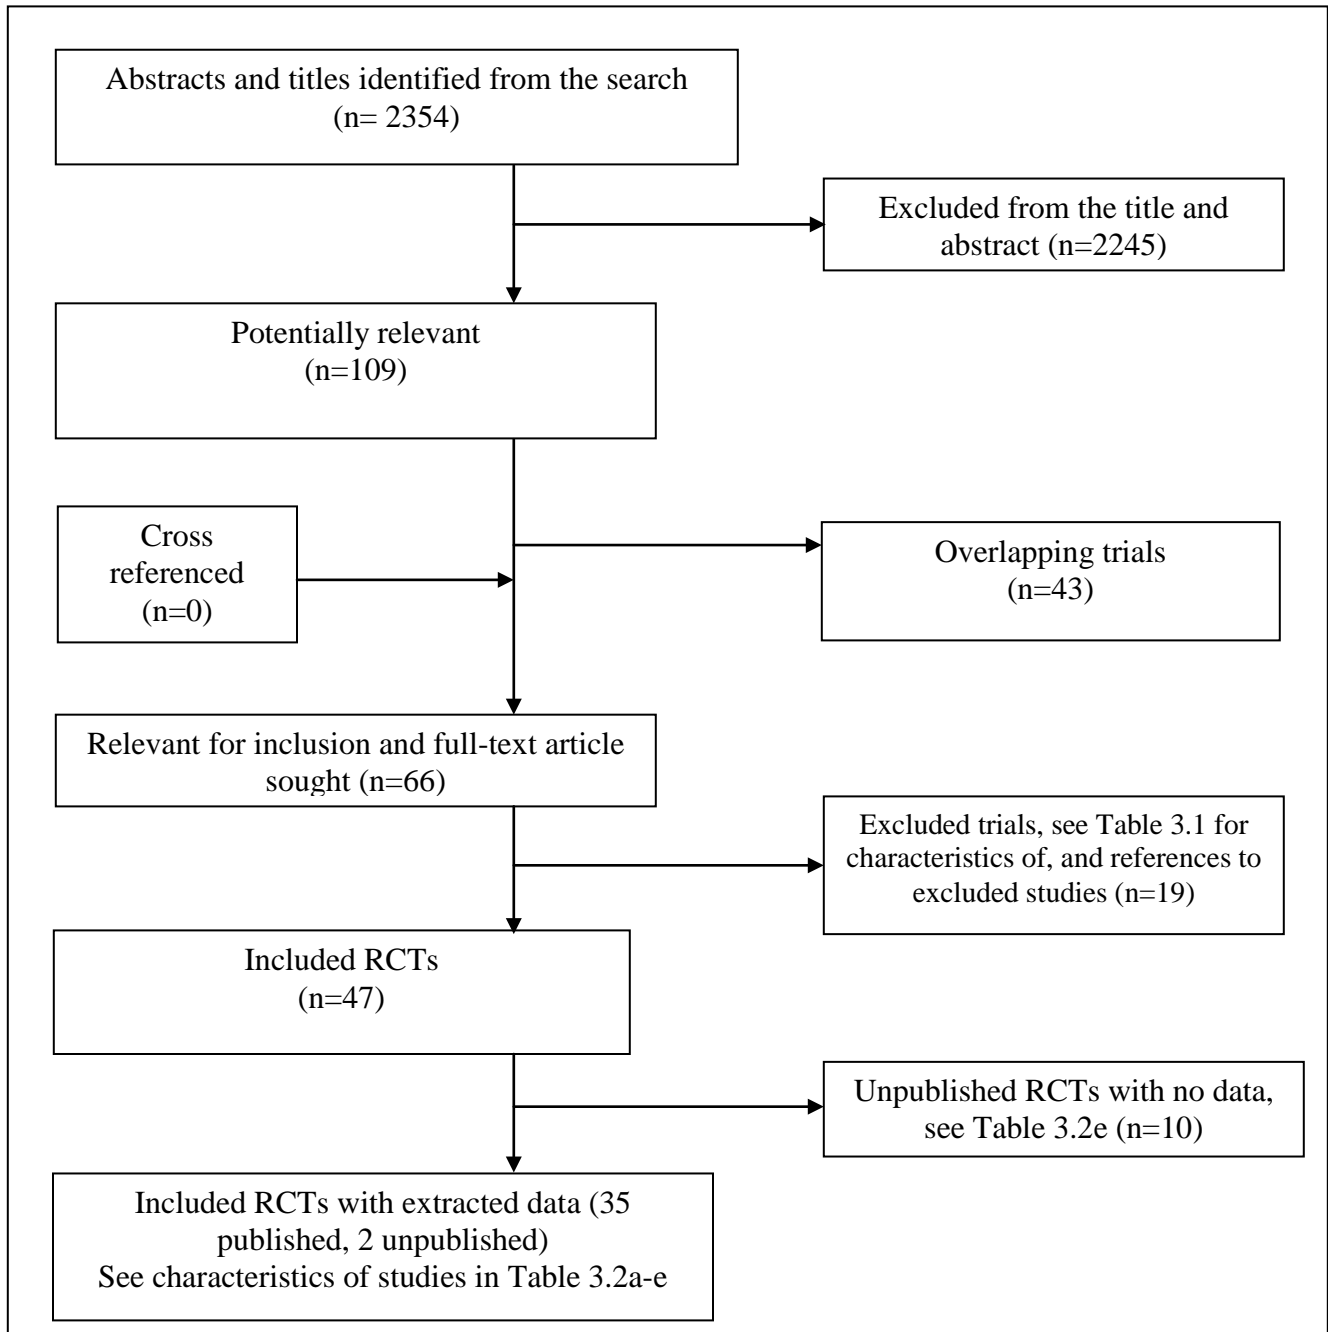 Abstracts and titles identified from the search
(n= 2354)
Excluded from the title and
abstract (n=2245)
Potentially relevant
(n=109)
Cross
referenced
(n=0)
Overlapping trials
(n=43)
Relevant for inclusion and full-text article
sought (n=66)
Excluded trials, see Table 3.1 for
characteristics of, and references to
excluded studies (n=19)
Included RCTs
(n=47)
Unpublished RCTs with no data,
see Table 3.2e (n=10)
Included RCTs with extracted data (35
published, 2 unpublished)
See characteristics of studies in Table 3.2a-e